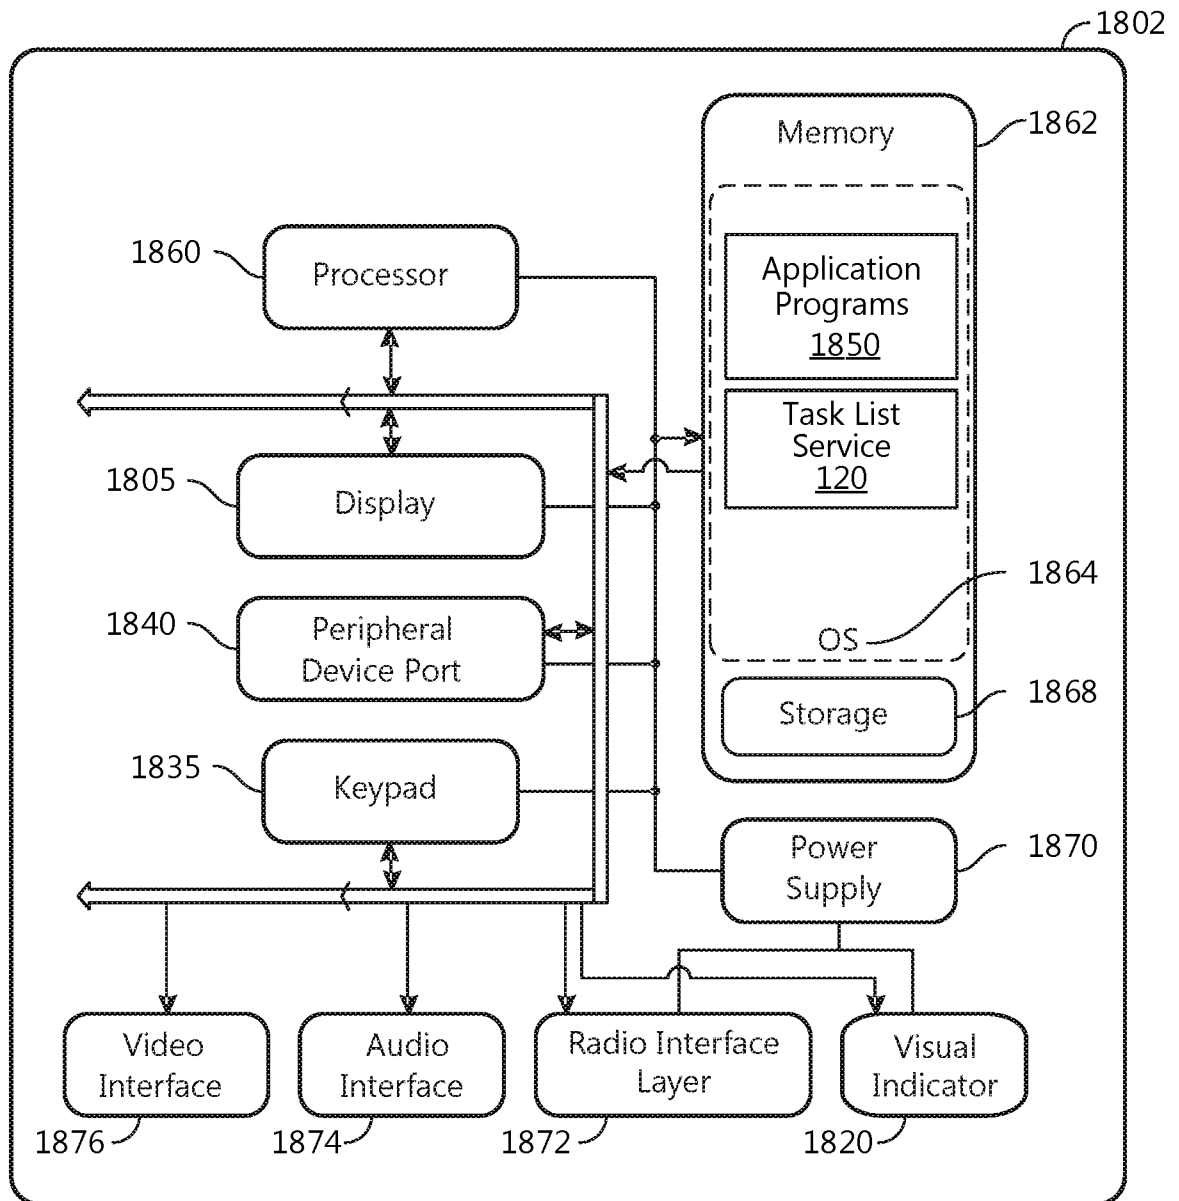 1802
Memory
1862
1860
Processor
Application
Programs
1850
Task List
Service
120
1805
Display
1864
1840
Peripheral
Device Port
OS
1868
Storage
1835
Keypad
Power
Supply
1870
Video
Interface
Audio
Interface
Radio Interface
Layer
Visual
Indicator
1876
1874
1872
1820